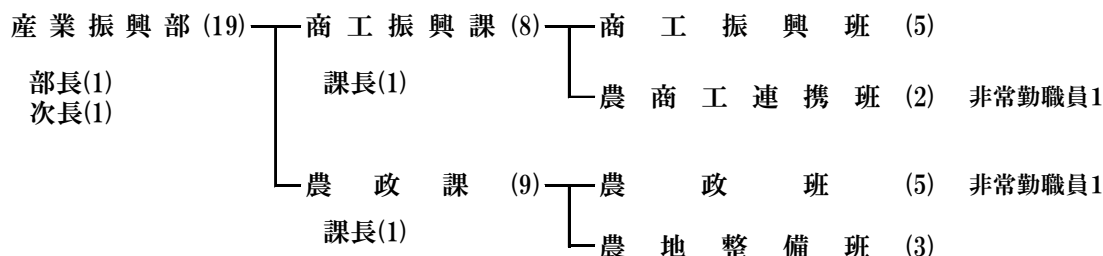 産業振興部(19) 商工振興課(8) 商工振興班(5)
部長(1) 課長(1)
次長(1)
農商工連携班(2) 非常勤職員1
農政課(9) 農政班(5) 非常勤職員1
課長(1)
農地整備班(3)